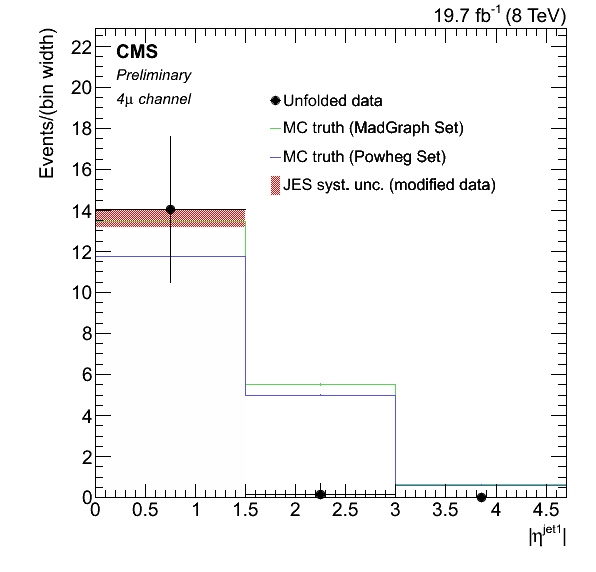 19.7 fb⁻¹ (8 TeV)
Events/(bin width)
CMS
Preliminary
4μ channel
Unfolded data
MC truth (MadGraph Set)
MC truth (Powheg Set)
JES syst. unc. (modified data)
22
20
18
16
14
12
10
8
6
4
2
0
0 0.5 1 1.5 2 2.5 3 3.5 4 4.5
|η^jet1|